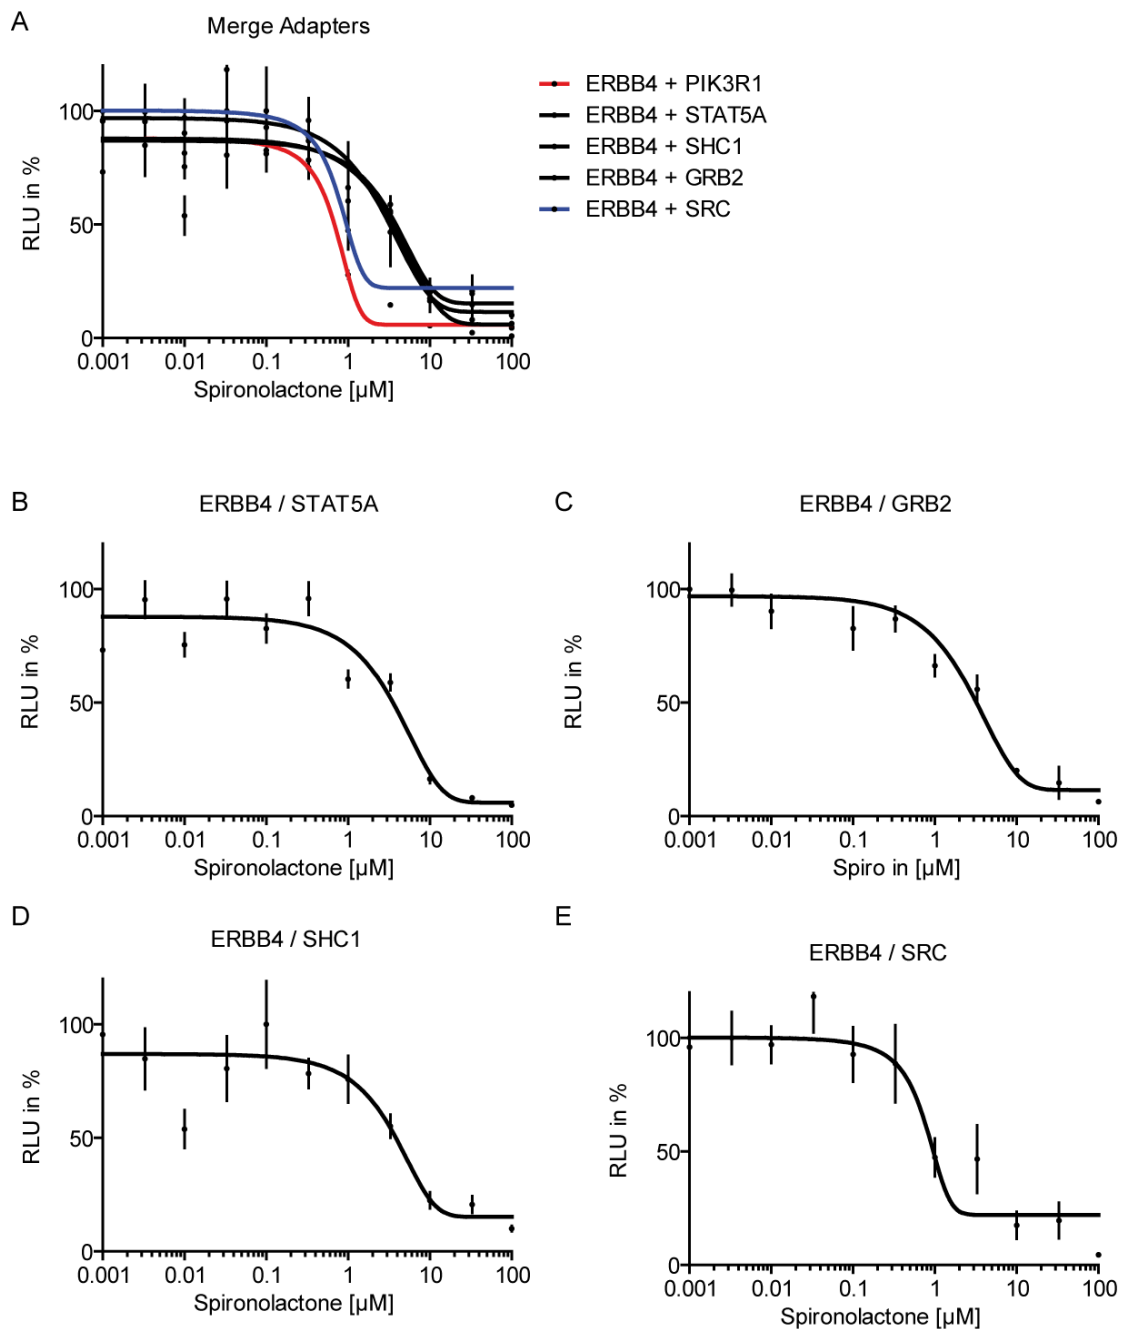 A
Merge Adapters
RLU in %
100
50
0
0.001 0.01 0.1 1 10 100
Spironolactone [µM]
ERBB4 + PIK3R1
ERBB4 + STAT5A
ERBB4 + SHC1
ERBB4 + GRB2
ERBB4 + SRC
B
ERBB4 / STAT5A
RLU in %
100
50
0
0.001 0.01 0.1 1 10 100
Spironolactone [µM]
C
ERBB4 / GRB2
RLU in %
100
50
0
0.001 0.01 0.1 1 10 100
Spiro in [µM]
D
ERBB4 / SHC1
RLU in %
100
50
0
0.001 0.01 0.1 1 10 100
Spironolactone [µM]
E
ERBB4 / SRC
RLU in %
100
50
0
0.001 0.01 0.1 1 10 100
Spironolactone [µM]